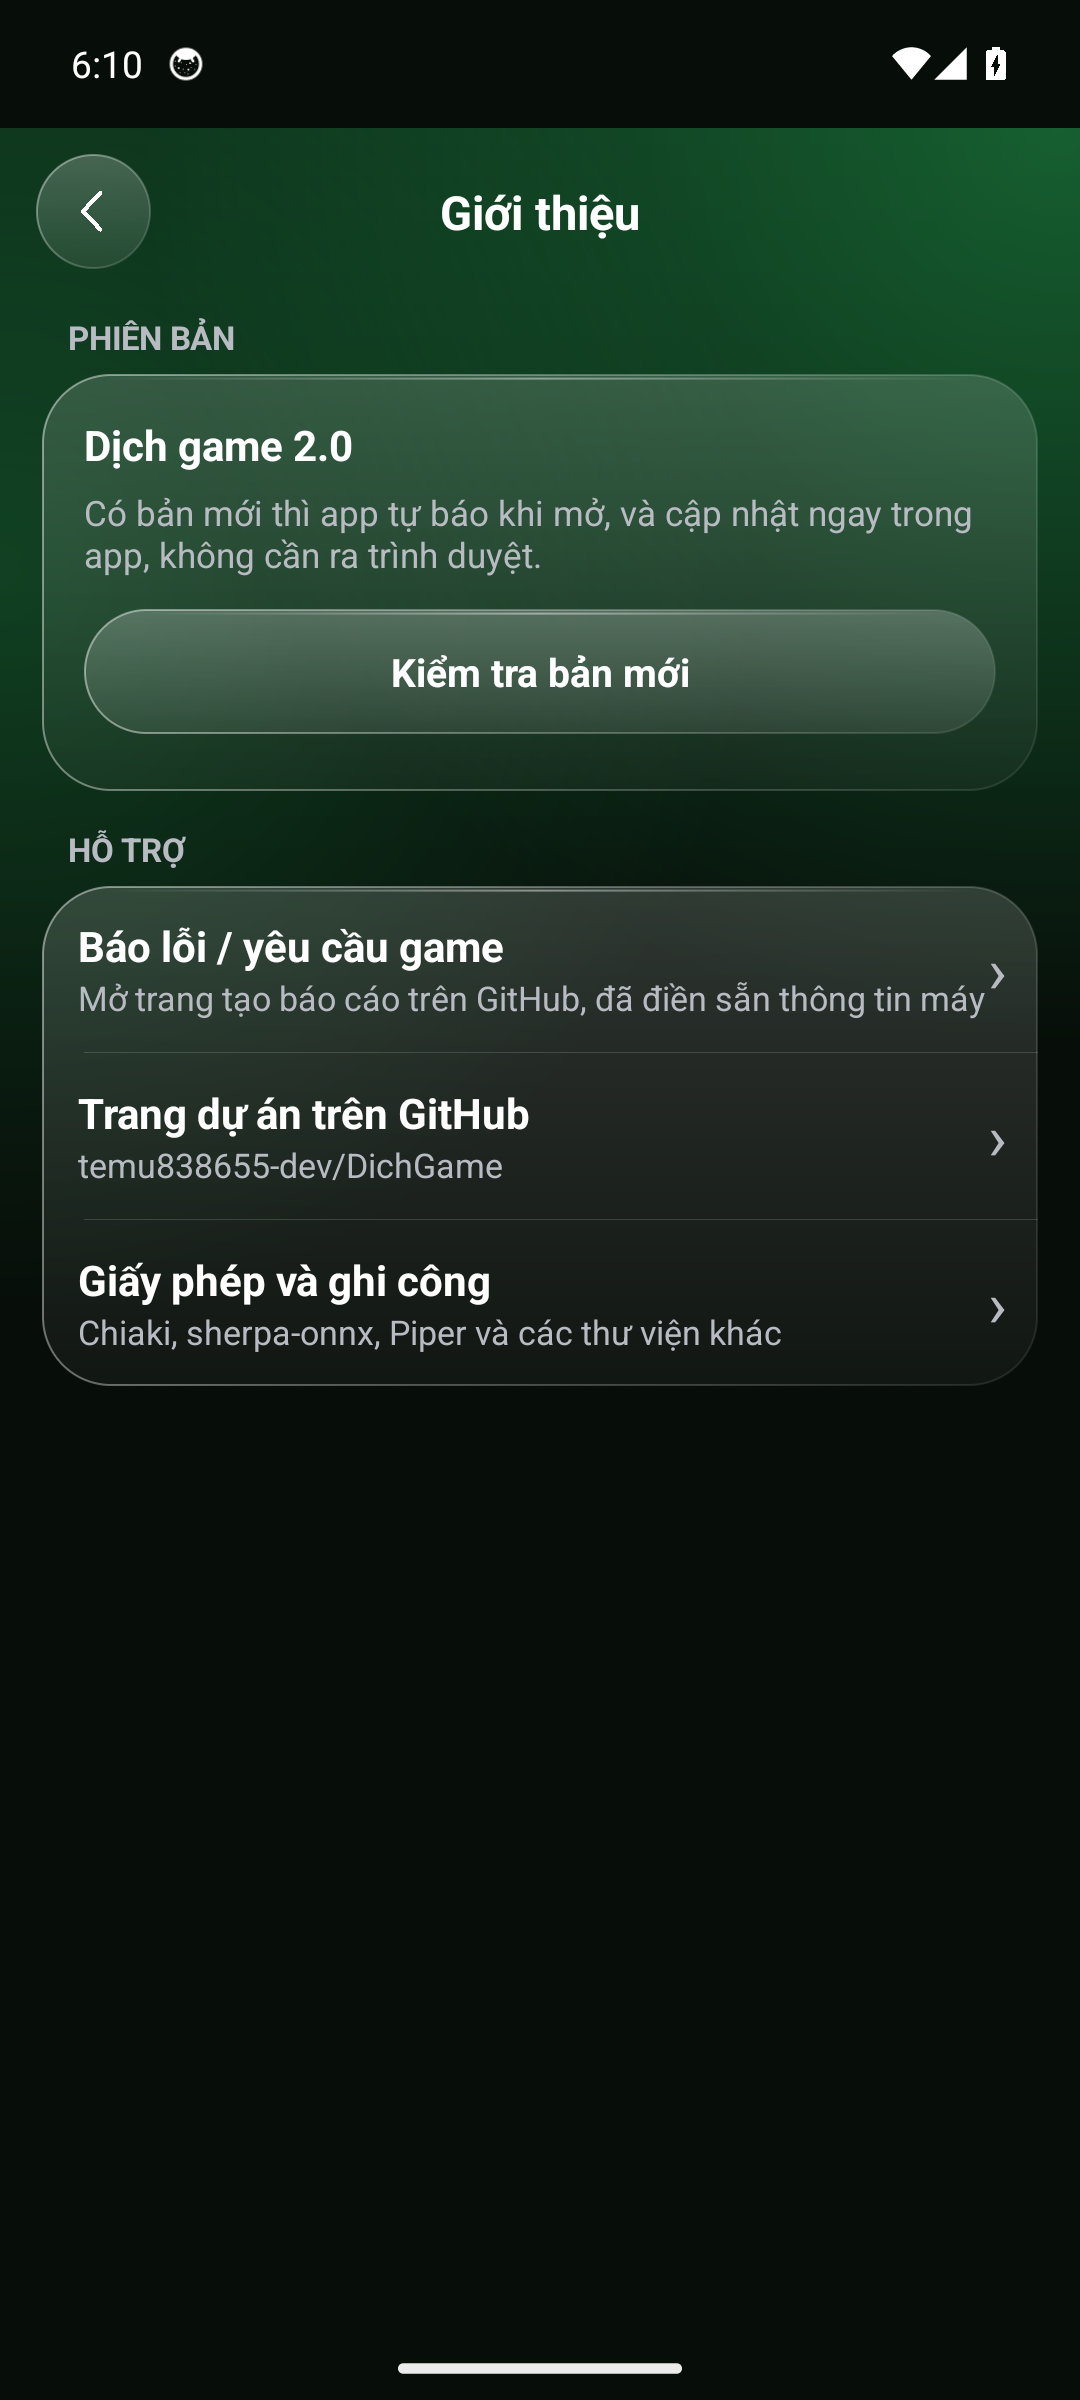 6:10
Giới thiệu
PHIÊN BẢN
Dịch game 2.0
Có bản mới thì app tự báo khi mở, và cập nhật ngay trong
app, không cần ra trình duyệt.
Kiểm tra bản mới
HỖ TRỢ
Báo lỗi / yêu cầu game
Mở trang tạo báo cáo trên GitHub, đã điền sẵn thông tin máy
Trang dự án trên GitHub
temu838655-dev/DichGame
Giấy phép và ghi công
Chiaki, sherpa-onnx, Piper và các thư viện khác